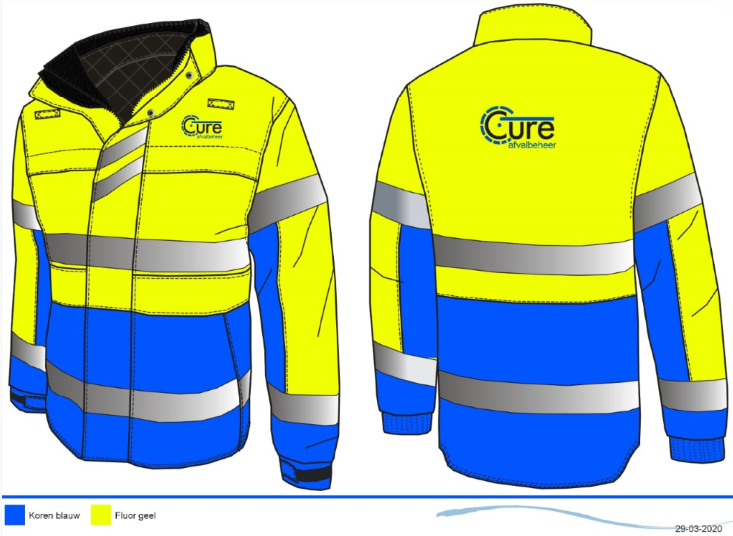 Cure
afvalbeheer
Cure
afvalbeheer
Koren blauw
Fluor geel
29-03-2020